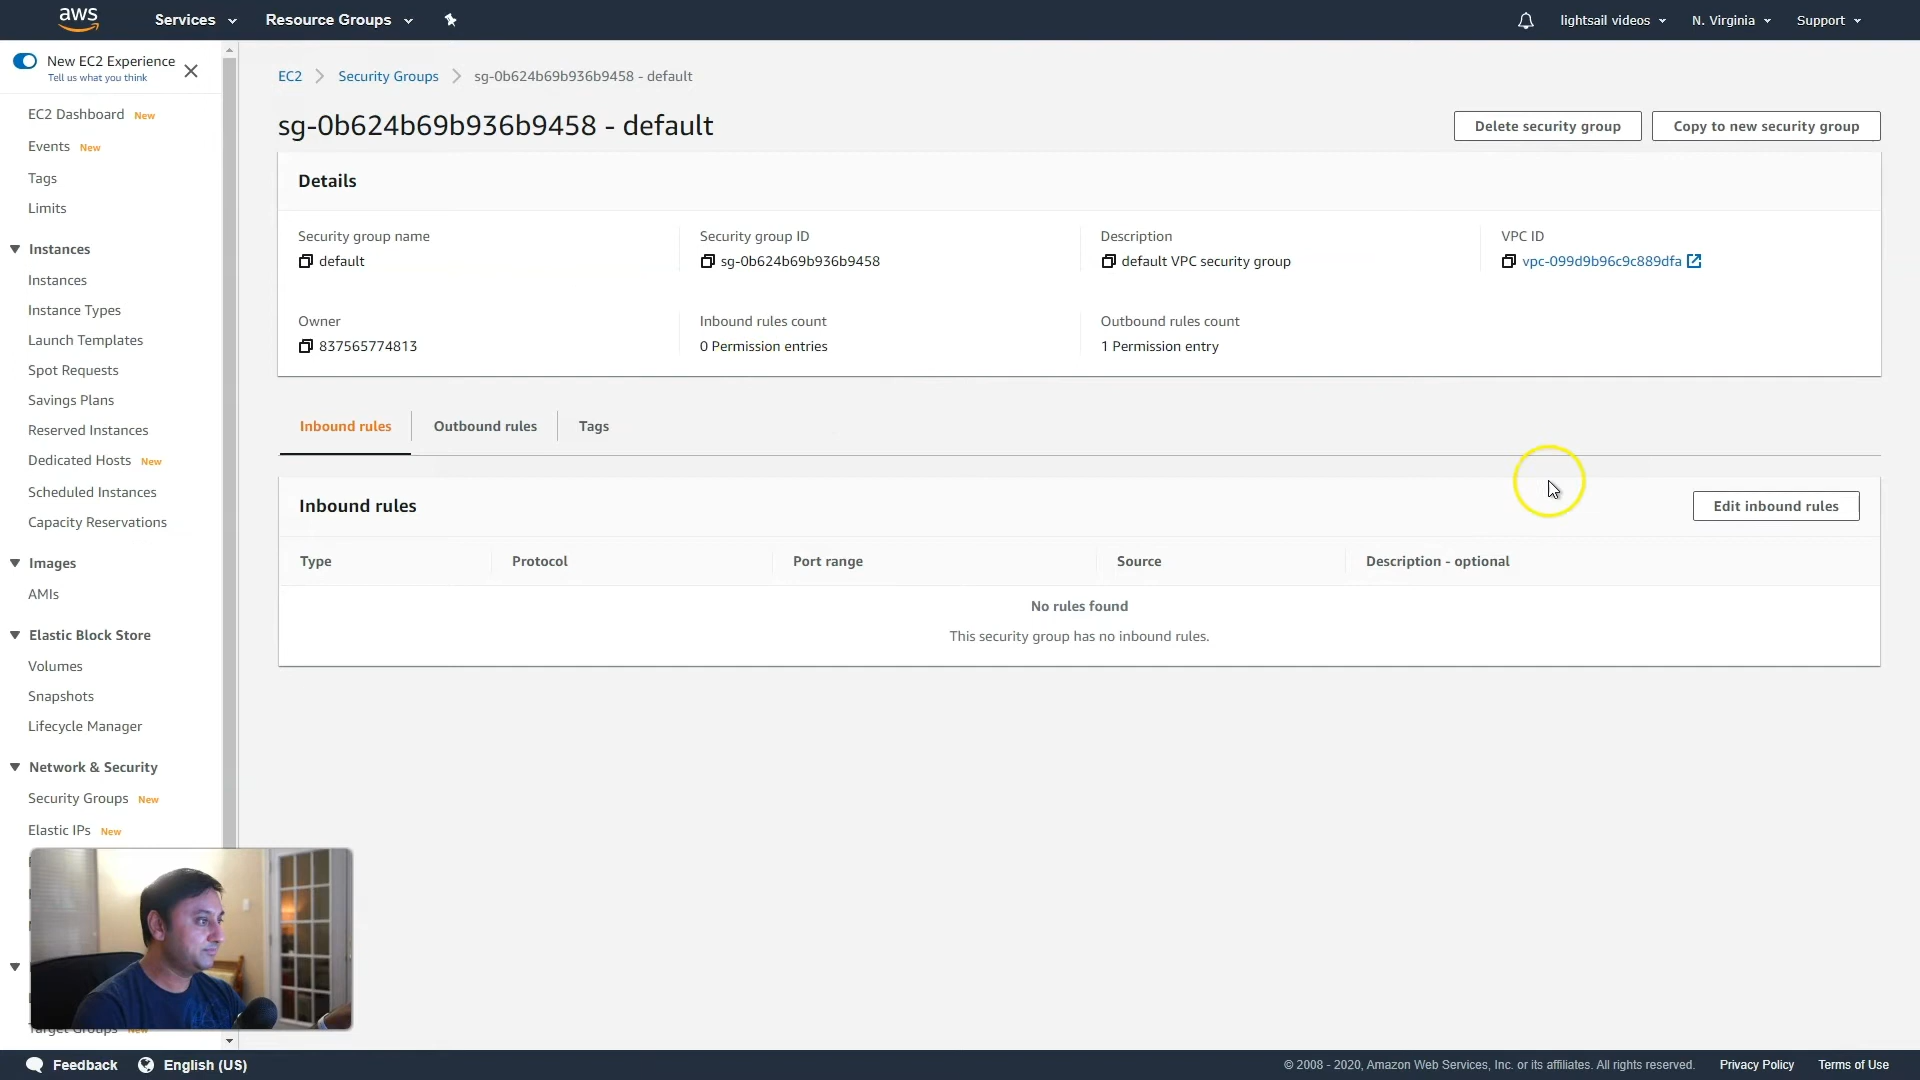 aws Services Resource Groups lightsail videos N. Virginia Support
New EC2 Experience
Tell us what you think
EC2 Dashboard New
Events New
Tags
Limits
Instances
Instances
Instance Types
Launch Templates
Spot Requests
Savings Plans
Reserved Instances
Dedicated Hosts New
Scheduled Instances
Capacity Reservations
Images
AMIs
Elastic Block Store
Volumes
Snapshots
Lifecycle Manager
Network & Security
Security Groups New
Elastic IPs New
Target Groups New
EC2 Security Groups sg-0b624b69b936b9458 - default
sg-0b624b69b936b9458 - default
Delete security group Copy to new security group
Details
Security group name Security group ID Description VPC ID
default sg-0b624b69b936b9458 default VPC security group vpc-099d9b96c9c889dfa
Owner Inbound rules count Outbound rules count
837565774813 0 Permission entries 1 Permission entry
Inbound rules Outbound rules Tags
Inbound rules Edit inbound rules
Type Protocol Port range Source Description - optional
No rules found
This security group has no inbound rules.
Feedback English (US) © 2008 - 2020, Amazon Web Services, Inc. or its affiliates. All rights reserved. Privacy Policy Terms of Use